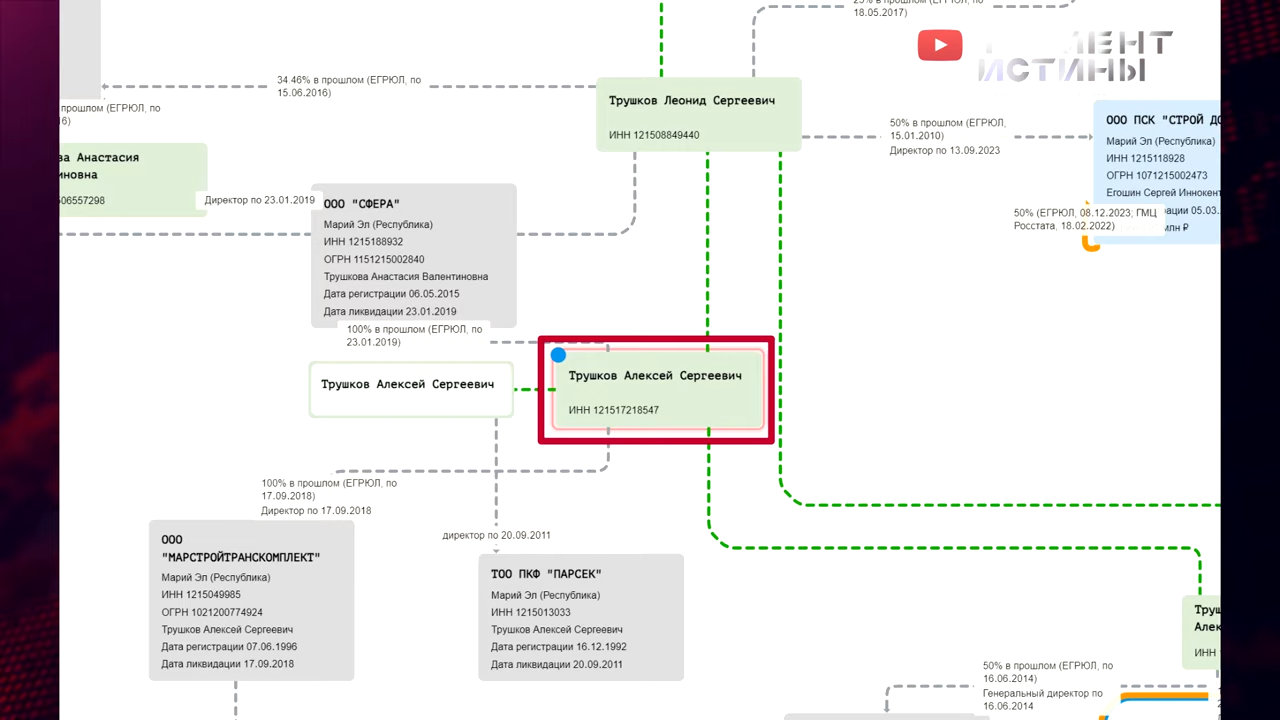 25% в прошлом (ЕГРЮЛ, по
18.05.2017)
ИСТИНЫ
34.46% в прошлом (ЕГРЮЛ, по
15.06.2016)
прошлом (ЕГРЮЛ, по
Трушков Леонид Сергеевич
ИНН 121508849440
50% в прошлом (ЕГРЮЛ,
15.01.2010)
Директор по 13.09.2023
ООО ПСК "СТРОЙ
Марий Эл (Республика)
ИНН 1215118928
ОГРН 1071215002473
Егошин Сергей
50% (ЕГРЮЛ, 08.12.2023; ГМЦ
Росстата, 18.02.2022)
млн ₽
Анастасия
Директор по 23.01.2019
ООО "СФЕРА"
Марий Эл (Республика)
ИНН 1215188932
ОГРН 1151215002840
Трушкова Анастасия Валентиновна
Дата регистрации 06.05.2015
Дата ликвидации 23.01.2019
100% в прошлом (ЕГРЮЛ, по
23.01.2019)
Трушков Алексей Сергеевич
Трушков Алексей Сергеевич
ИНН 121517218547
100% в прошлом (ЕГРЮЛ, по
17.09.2018)
Директор по 17.09.2018
директор по 20.09.2011
ООО
"МАРСТРОЙТРАНСКОМПЛЕКТ"
Марий Эл (Республика)
ИНН 1215049985
ОГРН 1021200774924
Трушков Алексей Сергеевич
Дата регистрации 07.06.1996
Дата ликвидации 17.09.2018
ТОО ПКФ "ПАРСЕК"
Марий Эл (Республика)
ИНН 1215013033
Трушков Алексей Сергеевич
Дата регистрации 16.12.1992
Дата ликвидации 20.09.2011
ИНН
50% в прошлом (ЕГРЮЛ, по
16.06.2014)
Генеральный директор по
16.06.2014